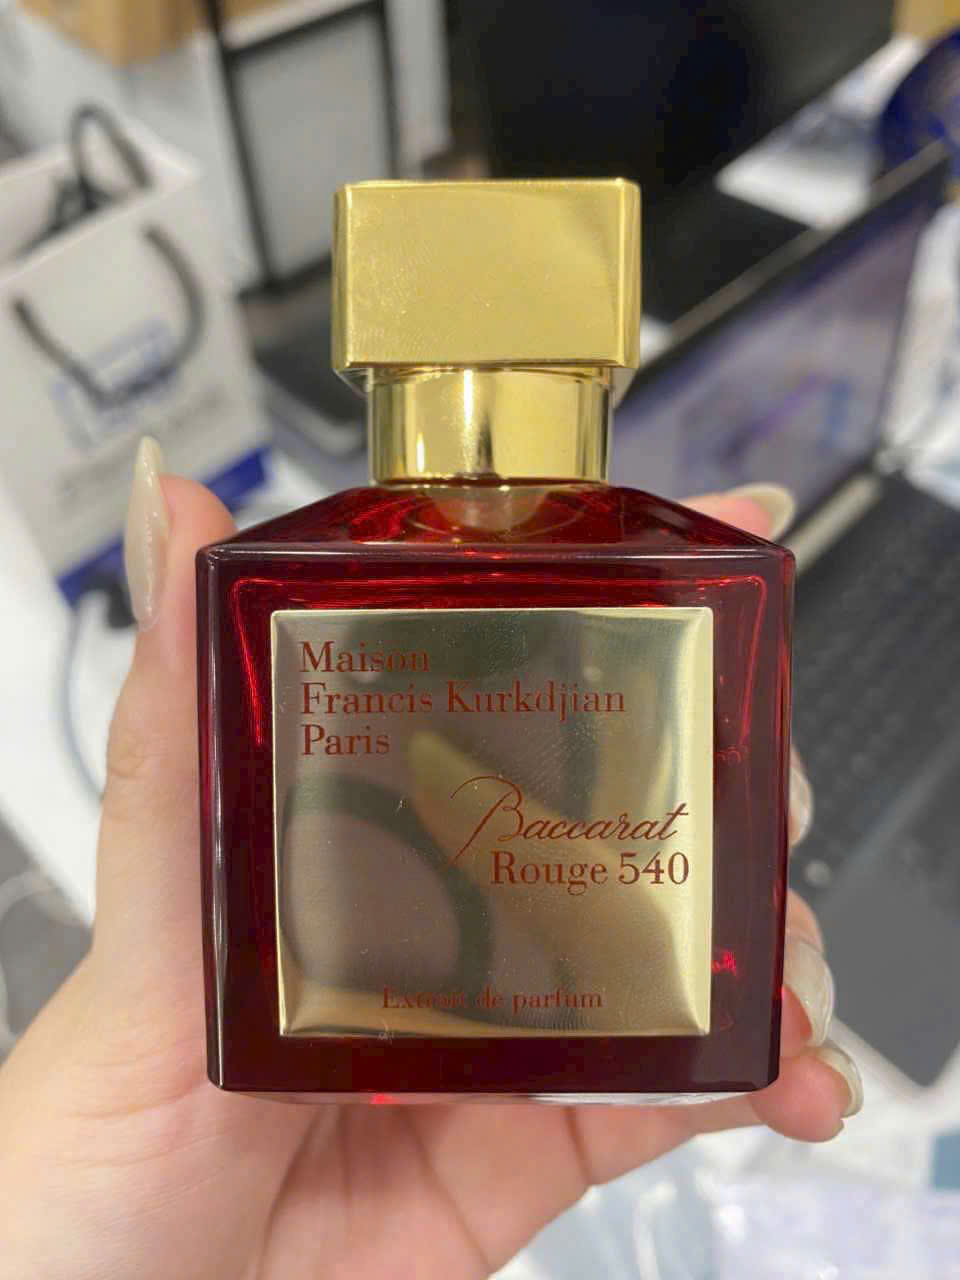 Maison
Francis Kurkdjian
Paris
Baccarat
Rouge 540
Extrait de parfum